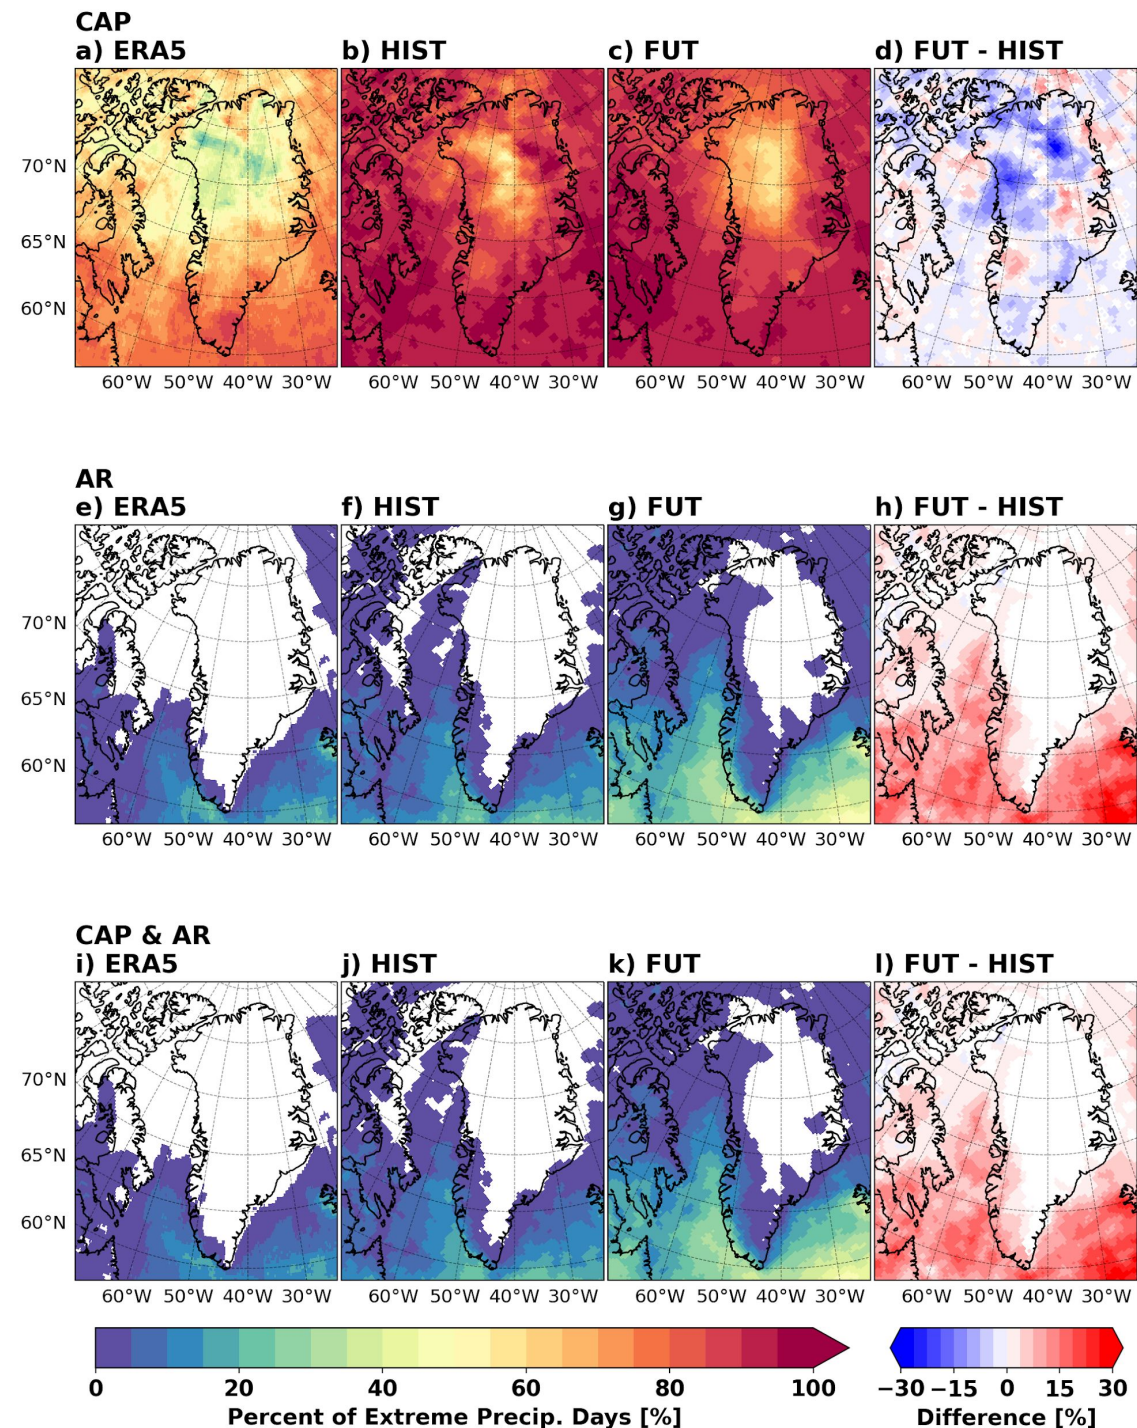 CAP
a) ERA5 b) HIST c) FUT d) FUT - HIST
70°N
65°N
60°N
60°W 50°W 40°W 30°W 60°W 50°W 40°W 30°W 60°W 50°W 40°W 30°W 60°W 50°W 40°W 30°W
AR
e) ERA5 f) HIST g) FUT h) FUT - HIST
70°N
65°N
60°N
60°W 50°W 40°W 30°W 60°W 50°W 40°W 30°W 60°W 50°W 40°W 30°W 60°W 50°W 40°W 30°W
CAP & AR
i) ERA5 j) HIST k) FUT l) FUT - HIST
70°N
65°N
60°N
60°W 50°W 40°W 30°W 60°W 50°W 40°W 30°W 60°W 50°W 40°W 30°W 60°W 50°W 40°W 30°W
0 20 40 60 80 100 −30 −15 0 15 30
Percent of Extreme Precip. Days [%] Difference [%]